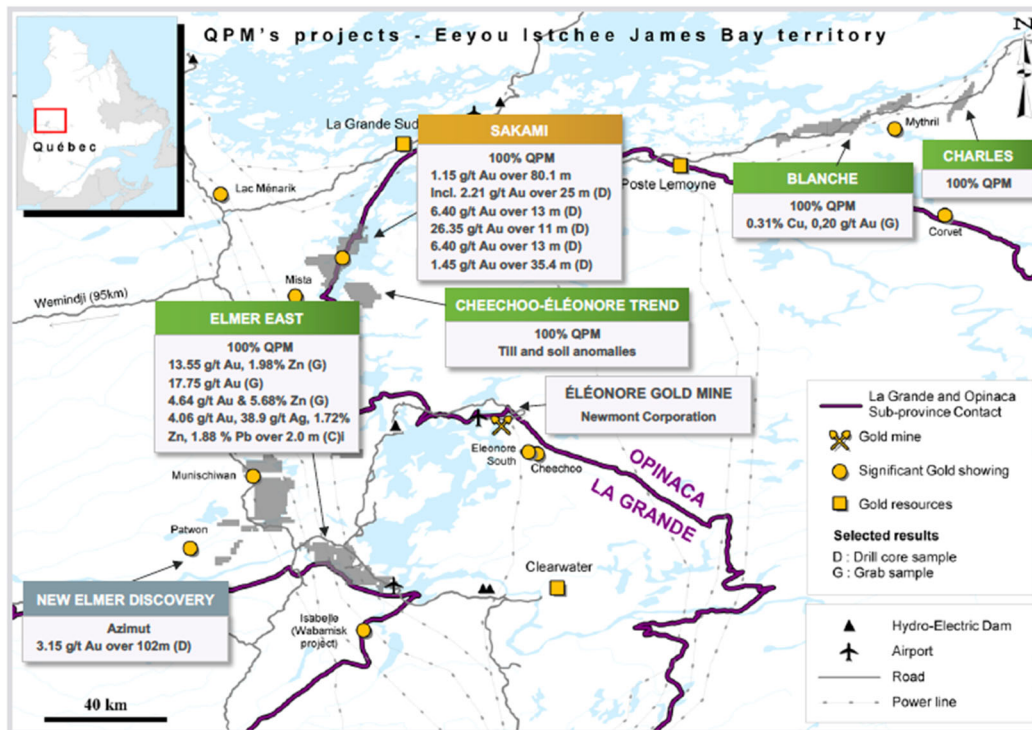 QPM's projects - Eeyou Istchee James Bay territory
Québec
Z
La Grande Sud
Lac Ménarik
Mista
Wemindji (95km)
SAKAMI
100% QPM
1.15 g/t Au over 80.1 m
Incl. 2.21 g/t Au over 25 m (D)
6.40 g/t Au over 13 m (D)
26.35 g/t Au over 11 m (D)
6.40 g/t Au over 13 m (D)
1.45 g/t Au over 35.4 m (D)
Poste Lemoyne
Mythril
BLANCHE
100% QPM
0.31% Cu, 0,20 g/t Au (G)
CHARLES
100% QPM
Corvet
CHEECHOO-ÉLÉONORE TREND
100% QPM
Till and soil anomalies
ELMER EAST
100% QPM
13.55 g/t Au, 1.98% Zn (G)
17.75 g/t Au (G)
4.64 g/t Au & 5.68% Zn (G)
4.06 g/t Au, 38.9 g/t Ag, 1.72%
Zn, 1.88 % Pb over 2.0 m (C)i
ÉLÉONORE GOLD MINE
Newmont Corporation
Eleonore
South
Cheechoo
OPINACA
LA GRANDE
Munischiwan
Patwon
Clearwater
NEW ELMER DISCOVERY
Azimut
3.15 g/t Au over 102m (D)
Isabelle
(Wabamisk
project)
40 km
La Grande and Opinaca
Sub-province Contact
Gold mine
Significant Gold showing
Gold resources
Selected results
D : Drill core sample
G : Grab sample
Hydro-Electric Dam
Airport
Road
Power line